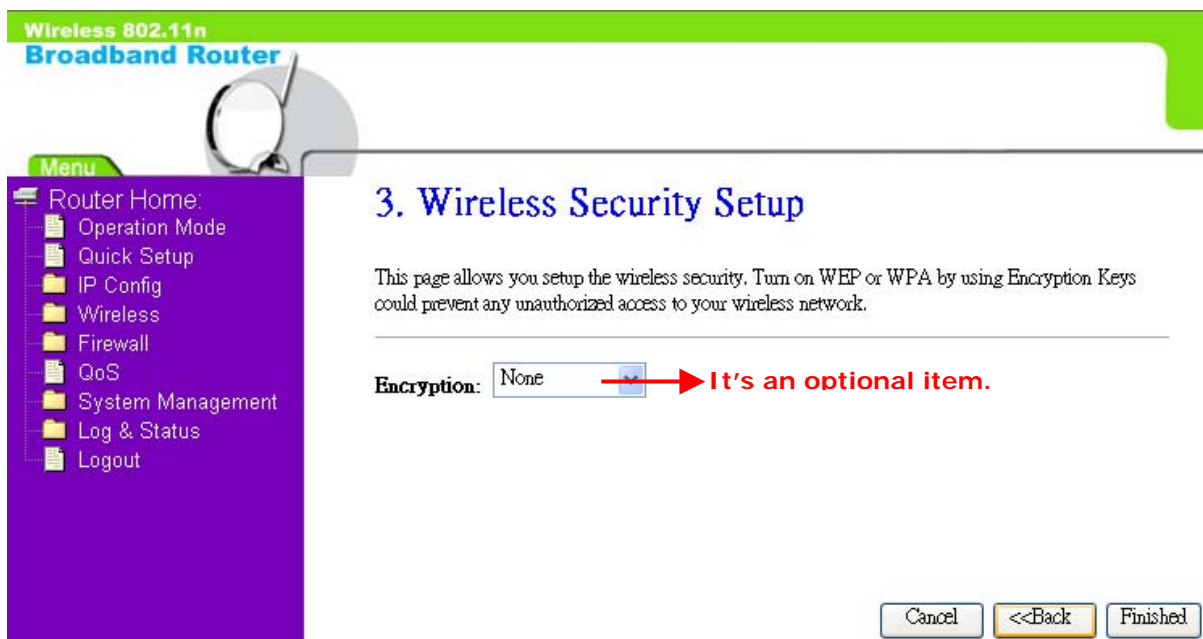 Wireless 802.11n
Broadband Router
Menu
Router Home:
Operation Mode
Quick Setup
IP Config
Wireless
Firewall
QoS
System Management
Log & Status
Logout
3. Wireless Security Setup
This page allows you setup the wireless security. Turn on WEP or WPA by using Encryption Keys
could prevent any unauthorized access to your wireless network.
Encryption: None It's an optional item.
Cancel <<Back Finished